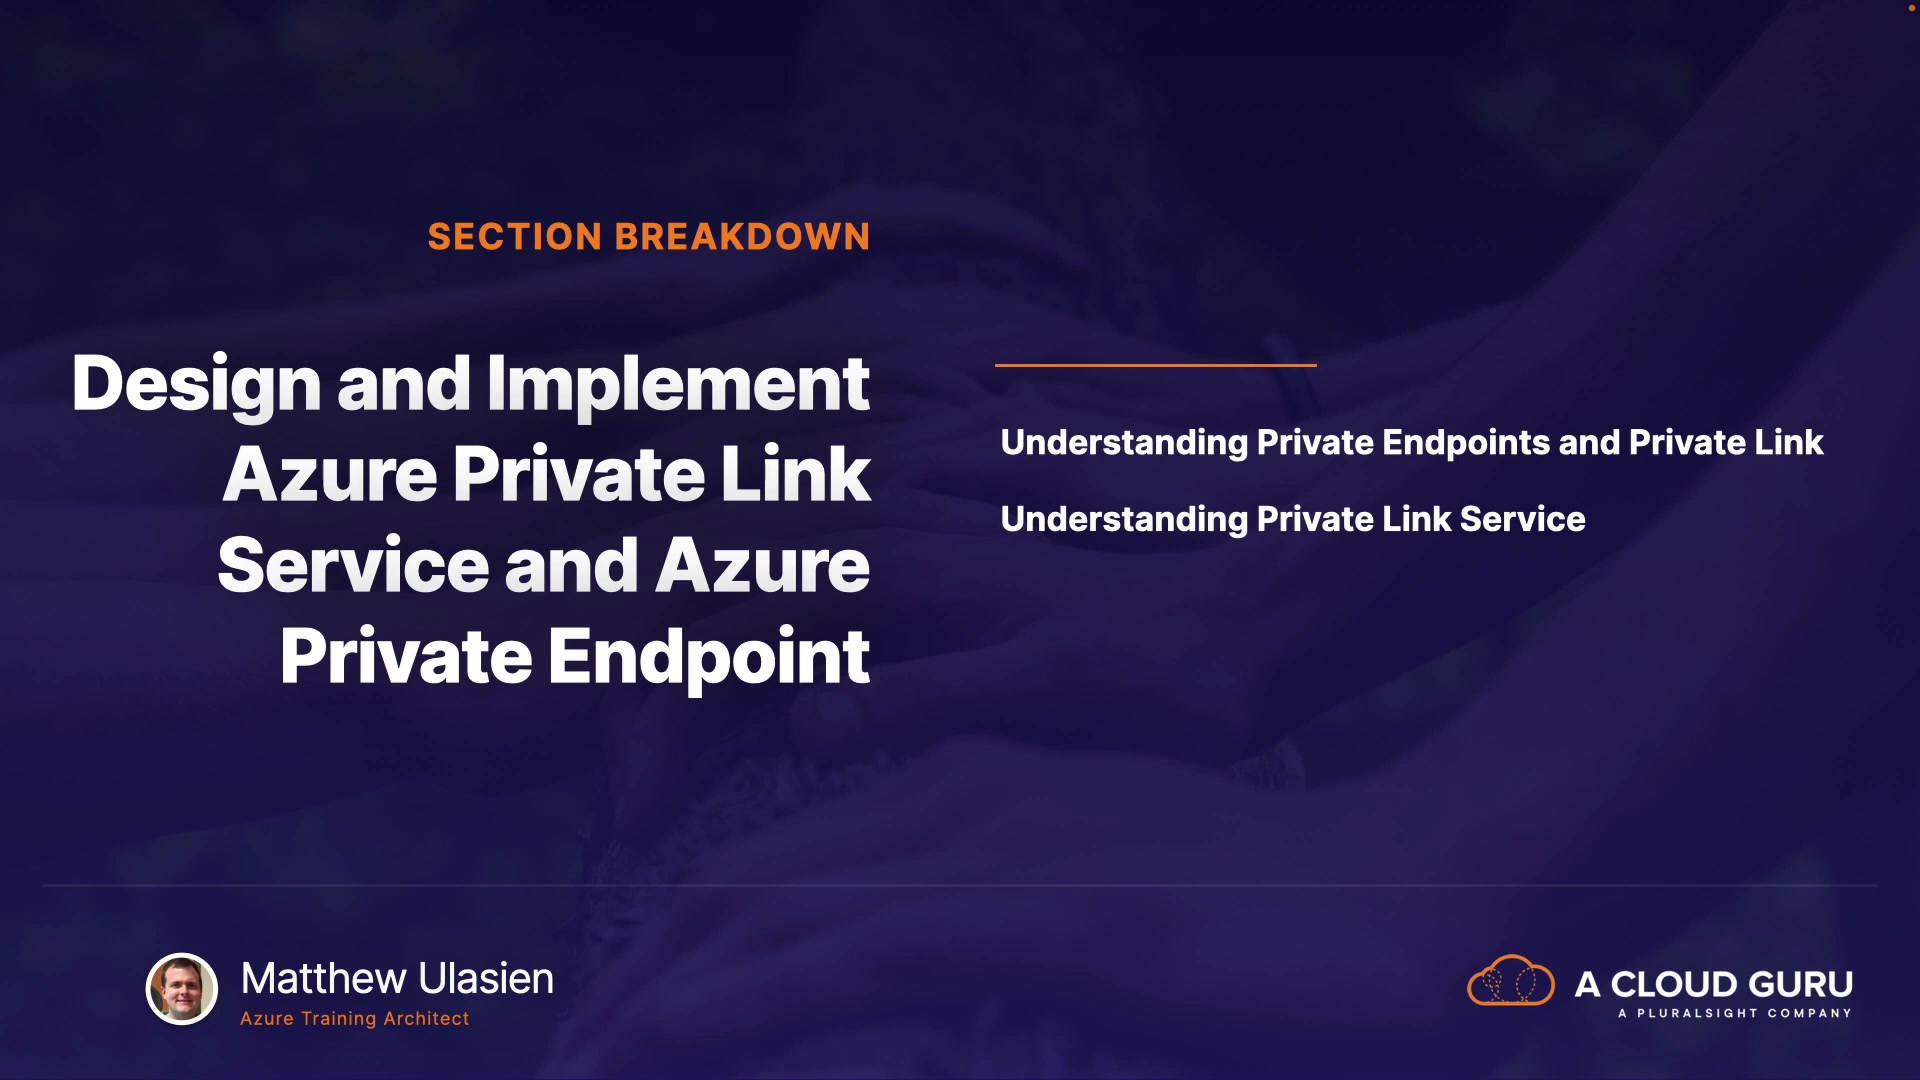 SECTION BREAKDOWN
Design and Implement
Azure Private Link
Service and Azure
Private Endpoint
Understanding Private Endpoints and Private Link
Understanding Private Link Service
Matthew Ulasien
Azure Training Architect
A CLOUD GURU
A PLURALSIGHT COMPANY